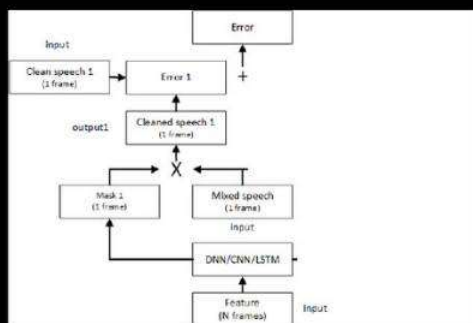 Error
Input
Clean speech 1
(1 frame)
Error 1
+
Cleaned speech 1
(1 frame)
output1
X
Mask 1
(1 frame)
Mixed speech
(1 frame)
Input
DNN/CNN/LSTM
Feature
(N frames)
Input